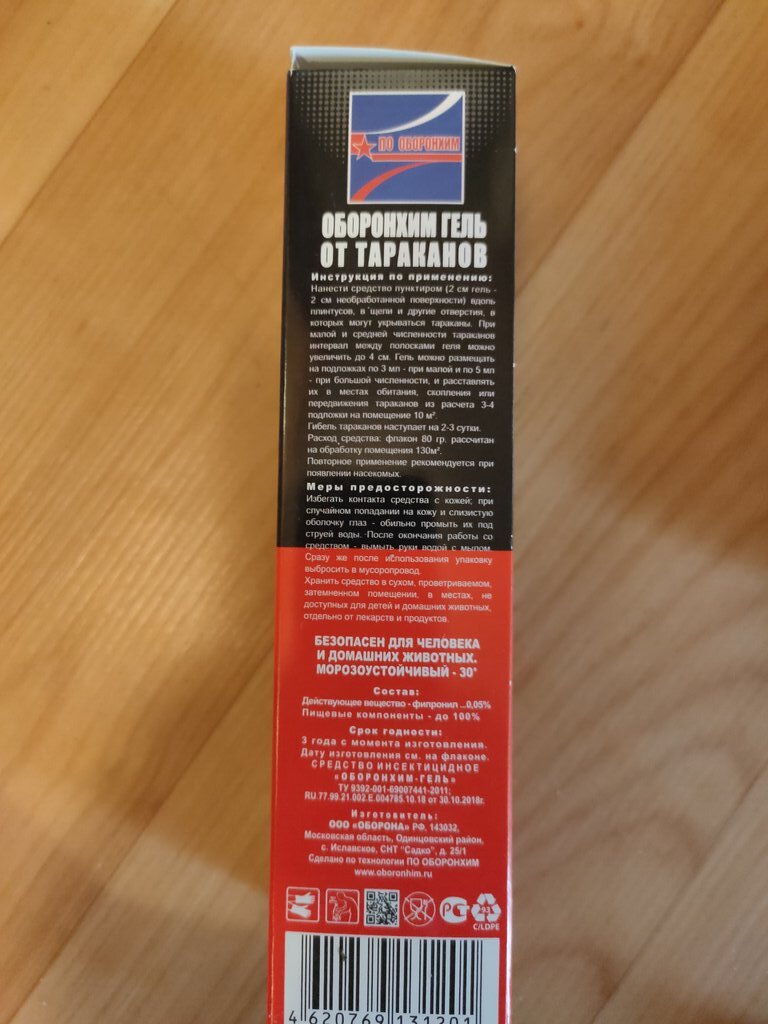 ПО ОБОРОНХИМ
ОБОРОНХИМ ГЕЛЬ
ОТ ТАРАКАНОВ
Инструкция по применению:
Нанести средство пунктиром (2 см гель -
2 см необработанной поверхности) вдоль
плинтусов, в щели и другие отверстия, в
которых могут укрываться тараканы. При
малой и средней численности тараканов
интервал между полосками геля можно
увеличить до 4 см. Гель можно размещать
на подложках по 3 мл - при малой и по 5 мл
- при большой численности, и расставлять
их в местах обитания, скопления или
передвижения тараканов из расчета 3-4
подложки на помещение 10 м².
Гибель тараканов наступает на 2-3 сутки.
Расход средства: флакон 80 гр. рассчитан
на обработку помещения 130м².
Повторное применение рекомендуется при
появлении насекомых.
Меры предосторожности:
Избегать контакта средства с кожей; при
случайном попадании на кожу и слизистую
оболочку глаз - обильно промыть их под
струей воды. После окончания работы со
средством - вымыть руки водой с мылом.
Сразу же после использования упаковку
выбросить в мусоропровод.
Хранить средство в сухом, проветриваемом,
затемненном помещении, в местах, не
доступных для детей и домашних животных,
отдельно от лекарств и продуктов.
БЕЗОПАСЕН ДЛЯ ЧЕЛОВЕКА
И ДОМАШНИХ ЖИВОТНЫХ.
МОРОЗОУСТОЙЧИВЫЙ - 30°
Состав:
Действующее вещество - фипронил ...0,05%
Пищевые компоненты - до 100%
Срок годности:
3 года с момента изготовления.
Дату изготовления см. на флаконе.
СРЕДСТВО ИНСЕКТИЦИДНОЕ
«ОБОРОНХИМ-ГЕЛЬ»
ТУ 9392-001-69007441-2011;
RU.77.99.21.002.Е.004785.10.18 от 30.10.2018г.
Изготовитель:
ООО «ОБОРОНА» РФ, 143032,
Московская область, Одинцовский район,
с. Иславское, СНТ "Садко", д. 25/1
Сделано по технологии ПО ОБОРОНХИМ
www.oboronhim.ru
РСТ 93
C/LDPE
4 620769 131201